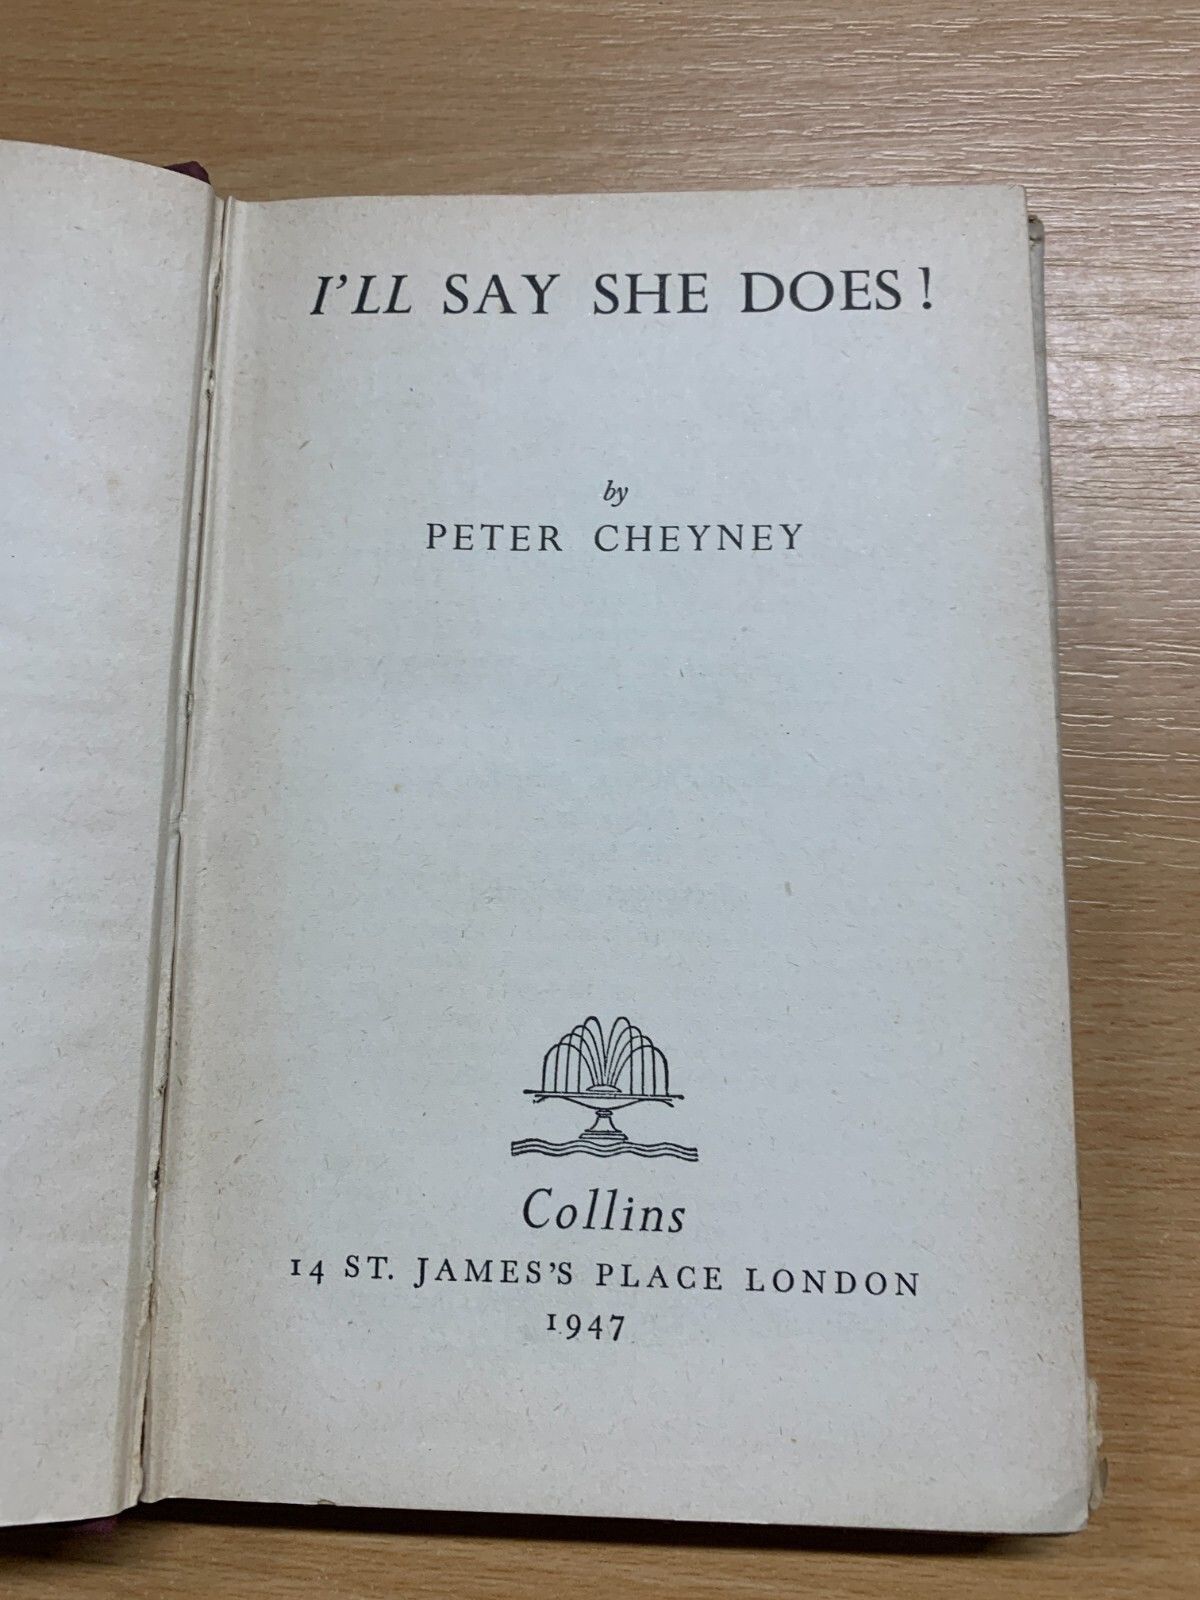 I'LL SAY SHE DOES!
by
PETER CHEYNEY
Collins
14 ST. JAMES'S PLACE LONDON
1947